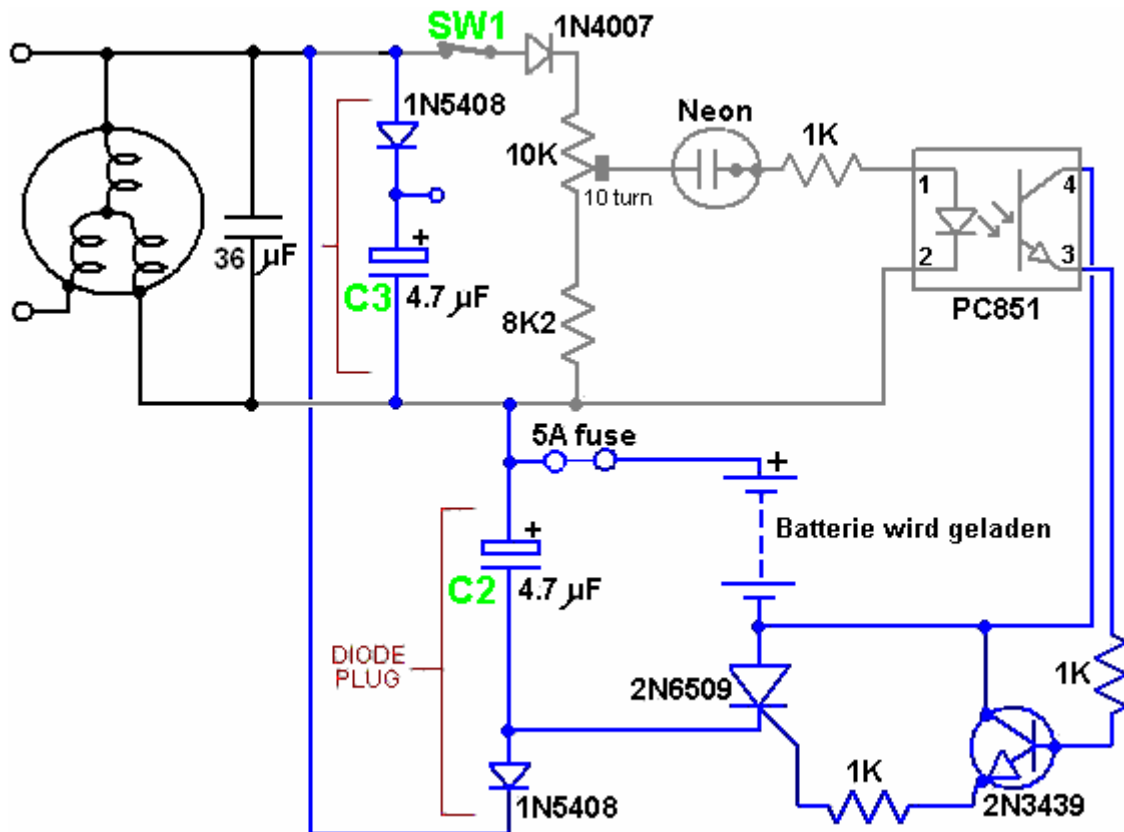 SW1
1N4007
1N5408
Neon
10K
1K
10 turn
1
4
36 µF
+
2
3
C3
4.7 µF
8K2
PC851
5A fuse
+
+
Batterie wird geladen
C2
4.7 µF
DIODE
PLUG
2N6509
1K
1K
1N5408
2N3439